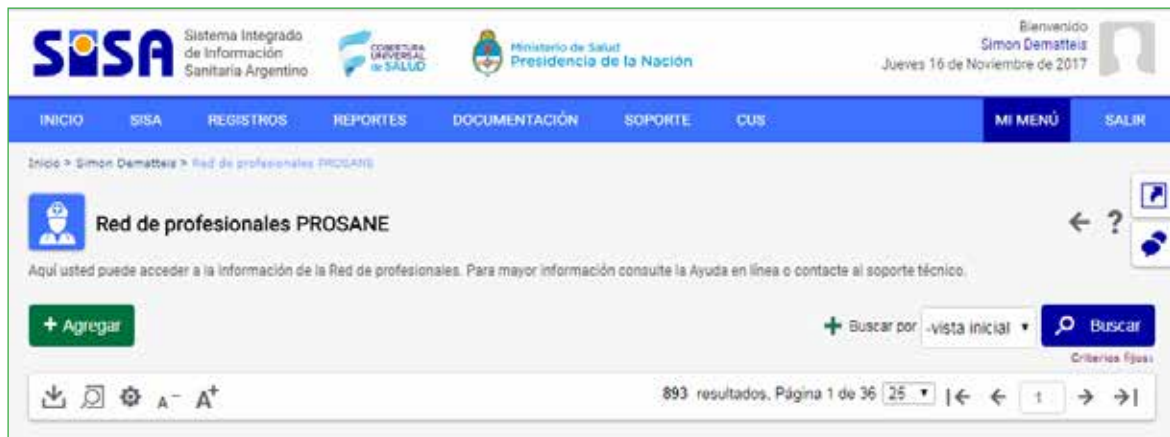 SISA
Sistema Integrado
de Información
Sanitaria Argentino
COBERTURA
UNIVERSAL
de SALUD
Ministerio de Salud
Presidencia de la Nación
Bienvenido
Simon Dematteis
Jueves 16 de Noviembre de 2017
INICIO SISA REGISTROS REPORTES DOCUMENTACIÓN SOPORTE CUS MI MENÚ SALIR
Inicio > Simon Dematteis > Red de profesionales PROSANE
Red de profesionales PROSANE
Aquí usted puede acceder a la información de la Red de profesionales. Para mayor información consulte la Ayuda en línea o contacte al soporte técnico.
+ Agregar
+ Buscar por -vista inicial Buscar
Criterios fijos:
A- A+ 893 resultados. Página 1 de 36 25 1